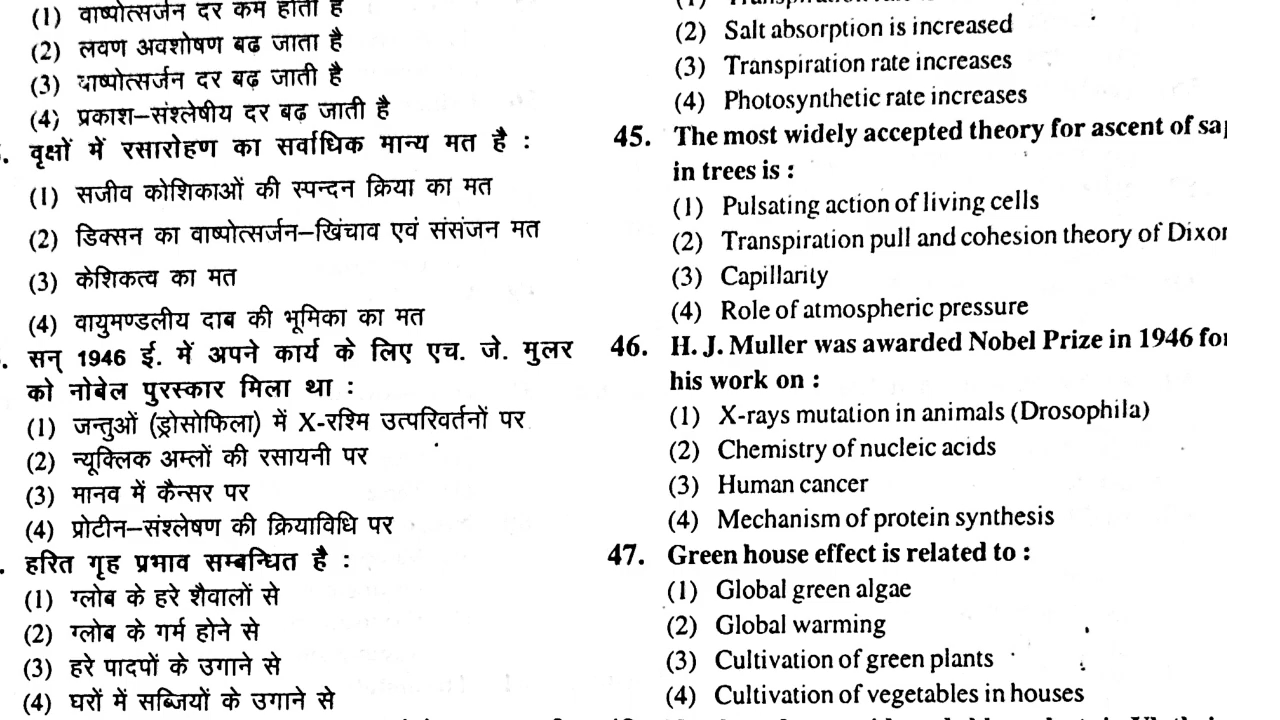 (1) वाष्पोत्सर्जन दर कम होती है
(2) लवण अवशोषण बढ जाता है
(3) वाष्पोत्सर्जन दर बढ़ जाती है
(4) प्रकाश–संश्लेषीय दर बढ जाती है
. वृक्षों में रसारोहण का सर्वाधिक मान्य मत है :
(1) सजीव कोशिकाओं की स्पन्दन क्रिया का मत
(2) डिक्सन का वाष्पोत्सर्जन–खिंचाव एवं संसंजन मत
(3) केशिकत्व का मत
(4) वायुमण्डलीय दाब की भूमिका का मत
. सन् 1946 ई. में अपने कार्य के लिए एच. जे. मुलर
को नोबेल पुरस्कार मिला था :
(1) जन्तुओं (ड्रोसोफिला) में X-रश्मि उत्परिवर्तनों पर
(2) न्यूक्लिक अम्लों की रसायनी पर
(3) मानव में कैन्सर पर
(4) प्रोटीन–संश्लेषण की क्रियाविधि पर
. हरित गृह प्रभाव सम्बन्धित है :
(1) ग्लोब के हरे शैवालों से
(2) ग्लोब के गर्म होने से
(3) हरे पादपों के उगाने से
(4) घरों में सब्जियों के उगाने से
(2) Salt absorption is increased
(3) Transpiration rate increases
(4) Photosynthetic rate increases
45. The most widely accepted theory for ascent of
in trees is :
(1) Pulsating action of living cells
(2) Transpiration pull and cohesion theory of
(3) Capillarity
(4) Role of atmospheric pressure
46. H. J. Muller was awarded Nobel Prize in 1946 for
his work on :
(1) X-rays mutation in animals (Drosophila)
(2) Chemistry of nucleic acids
(3) Human cancer
(4) Mechanism of protein synthesis
47. Green house effect is related to :
(1) Global green algae
(2) Global warming
(3) Cultivation of green plants
(4) Cultivation of vegetables in houses